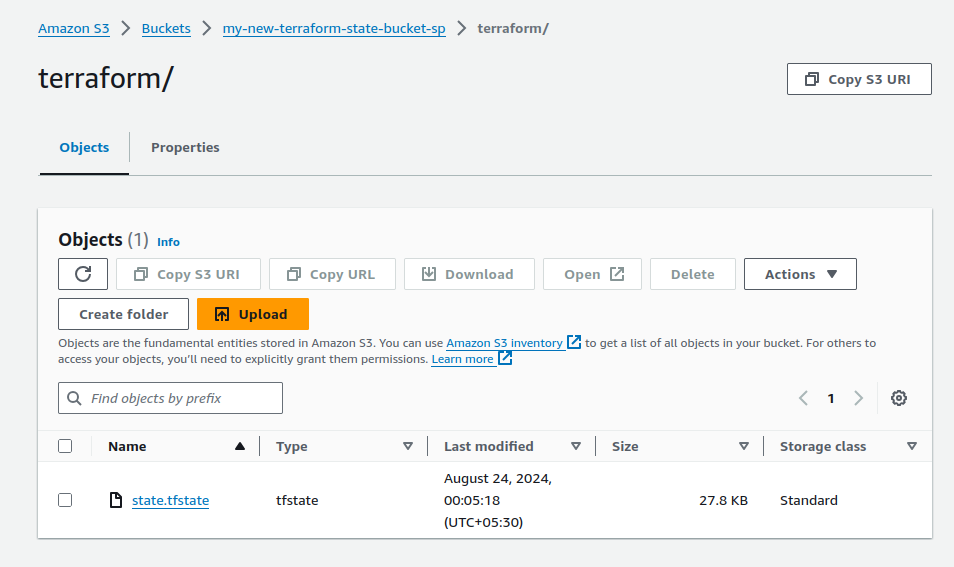 Amazon S3 > Buckets > my-new-terraform-state-bucket-sp > terraform/
terraform/
Copy S3 URI
Objects Properties
Objects (1) Info
Copy S3 URI Copy URL Download Open Delete Actions
Create folder Upload
Objects are the fundamental entities stored in Amazon S3. You can use Amazon S3 inventory to get a list of all objects in your bucket. For others to
access your objects, you'll need to explicitly grant them permissions. Learn more
Find objects by prefix 1
Name Type Last modified Size Storage class
state.tfstate tfstate August 24, 2024, 27.8 KB Standard
00:05:18
(UTC+05:30)